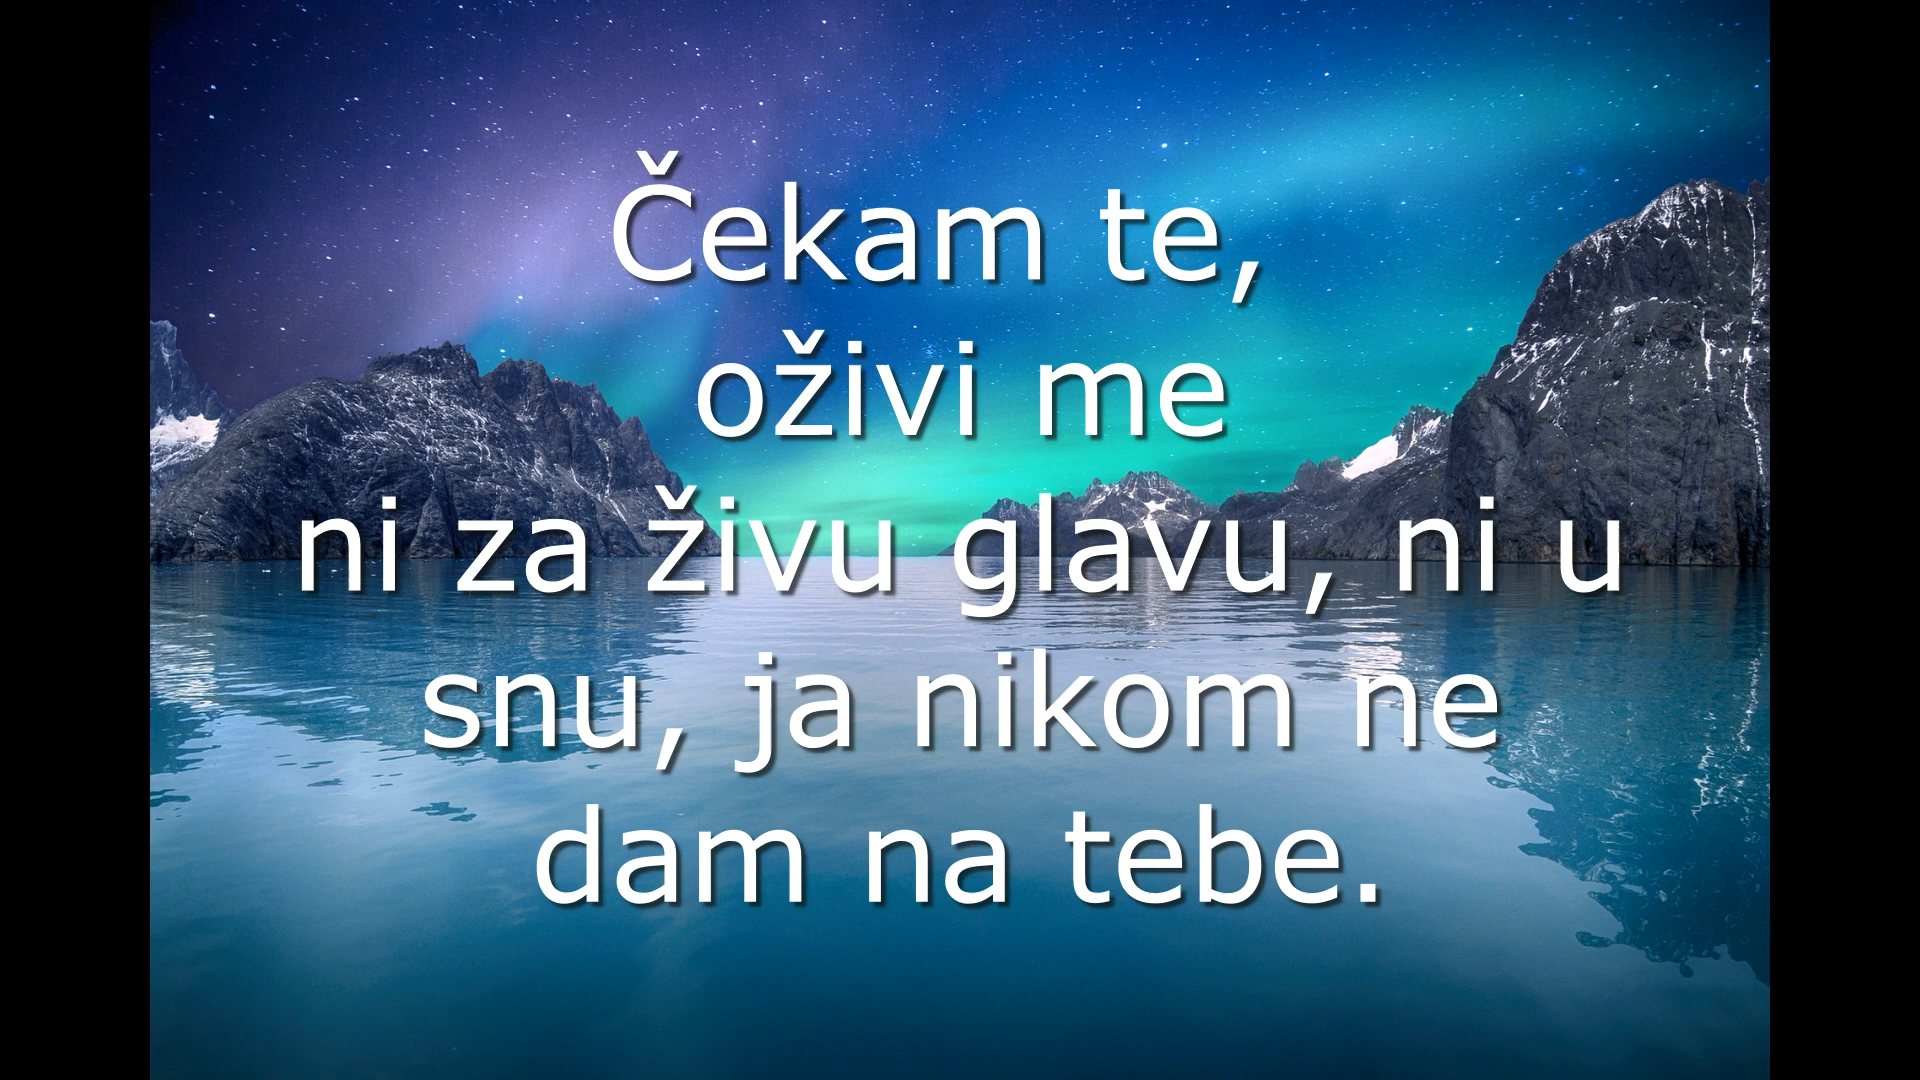 Čekam te,
oživi me
ni za živu glavu, ni u
snu, ja nikom ne
dam na tebe.